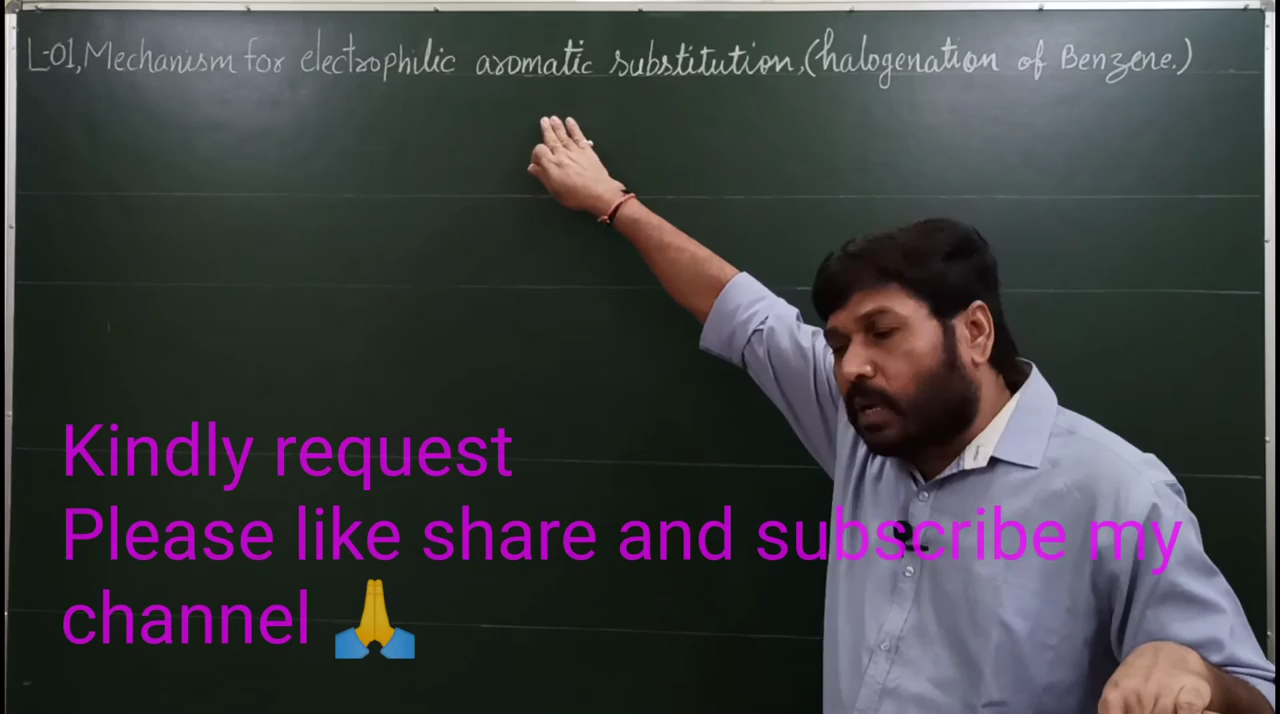 L-01, Mechanism for electrophilic aromatic substitution, (halogenation of Benzene.)
Kindly request
Please like share and subscribe my
channel 🙏